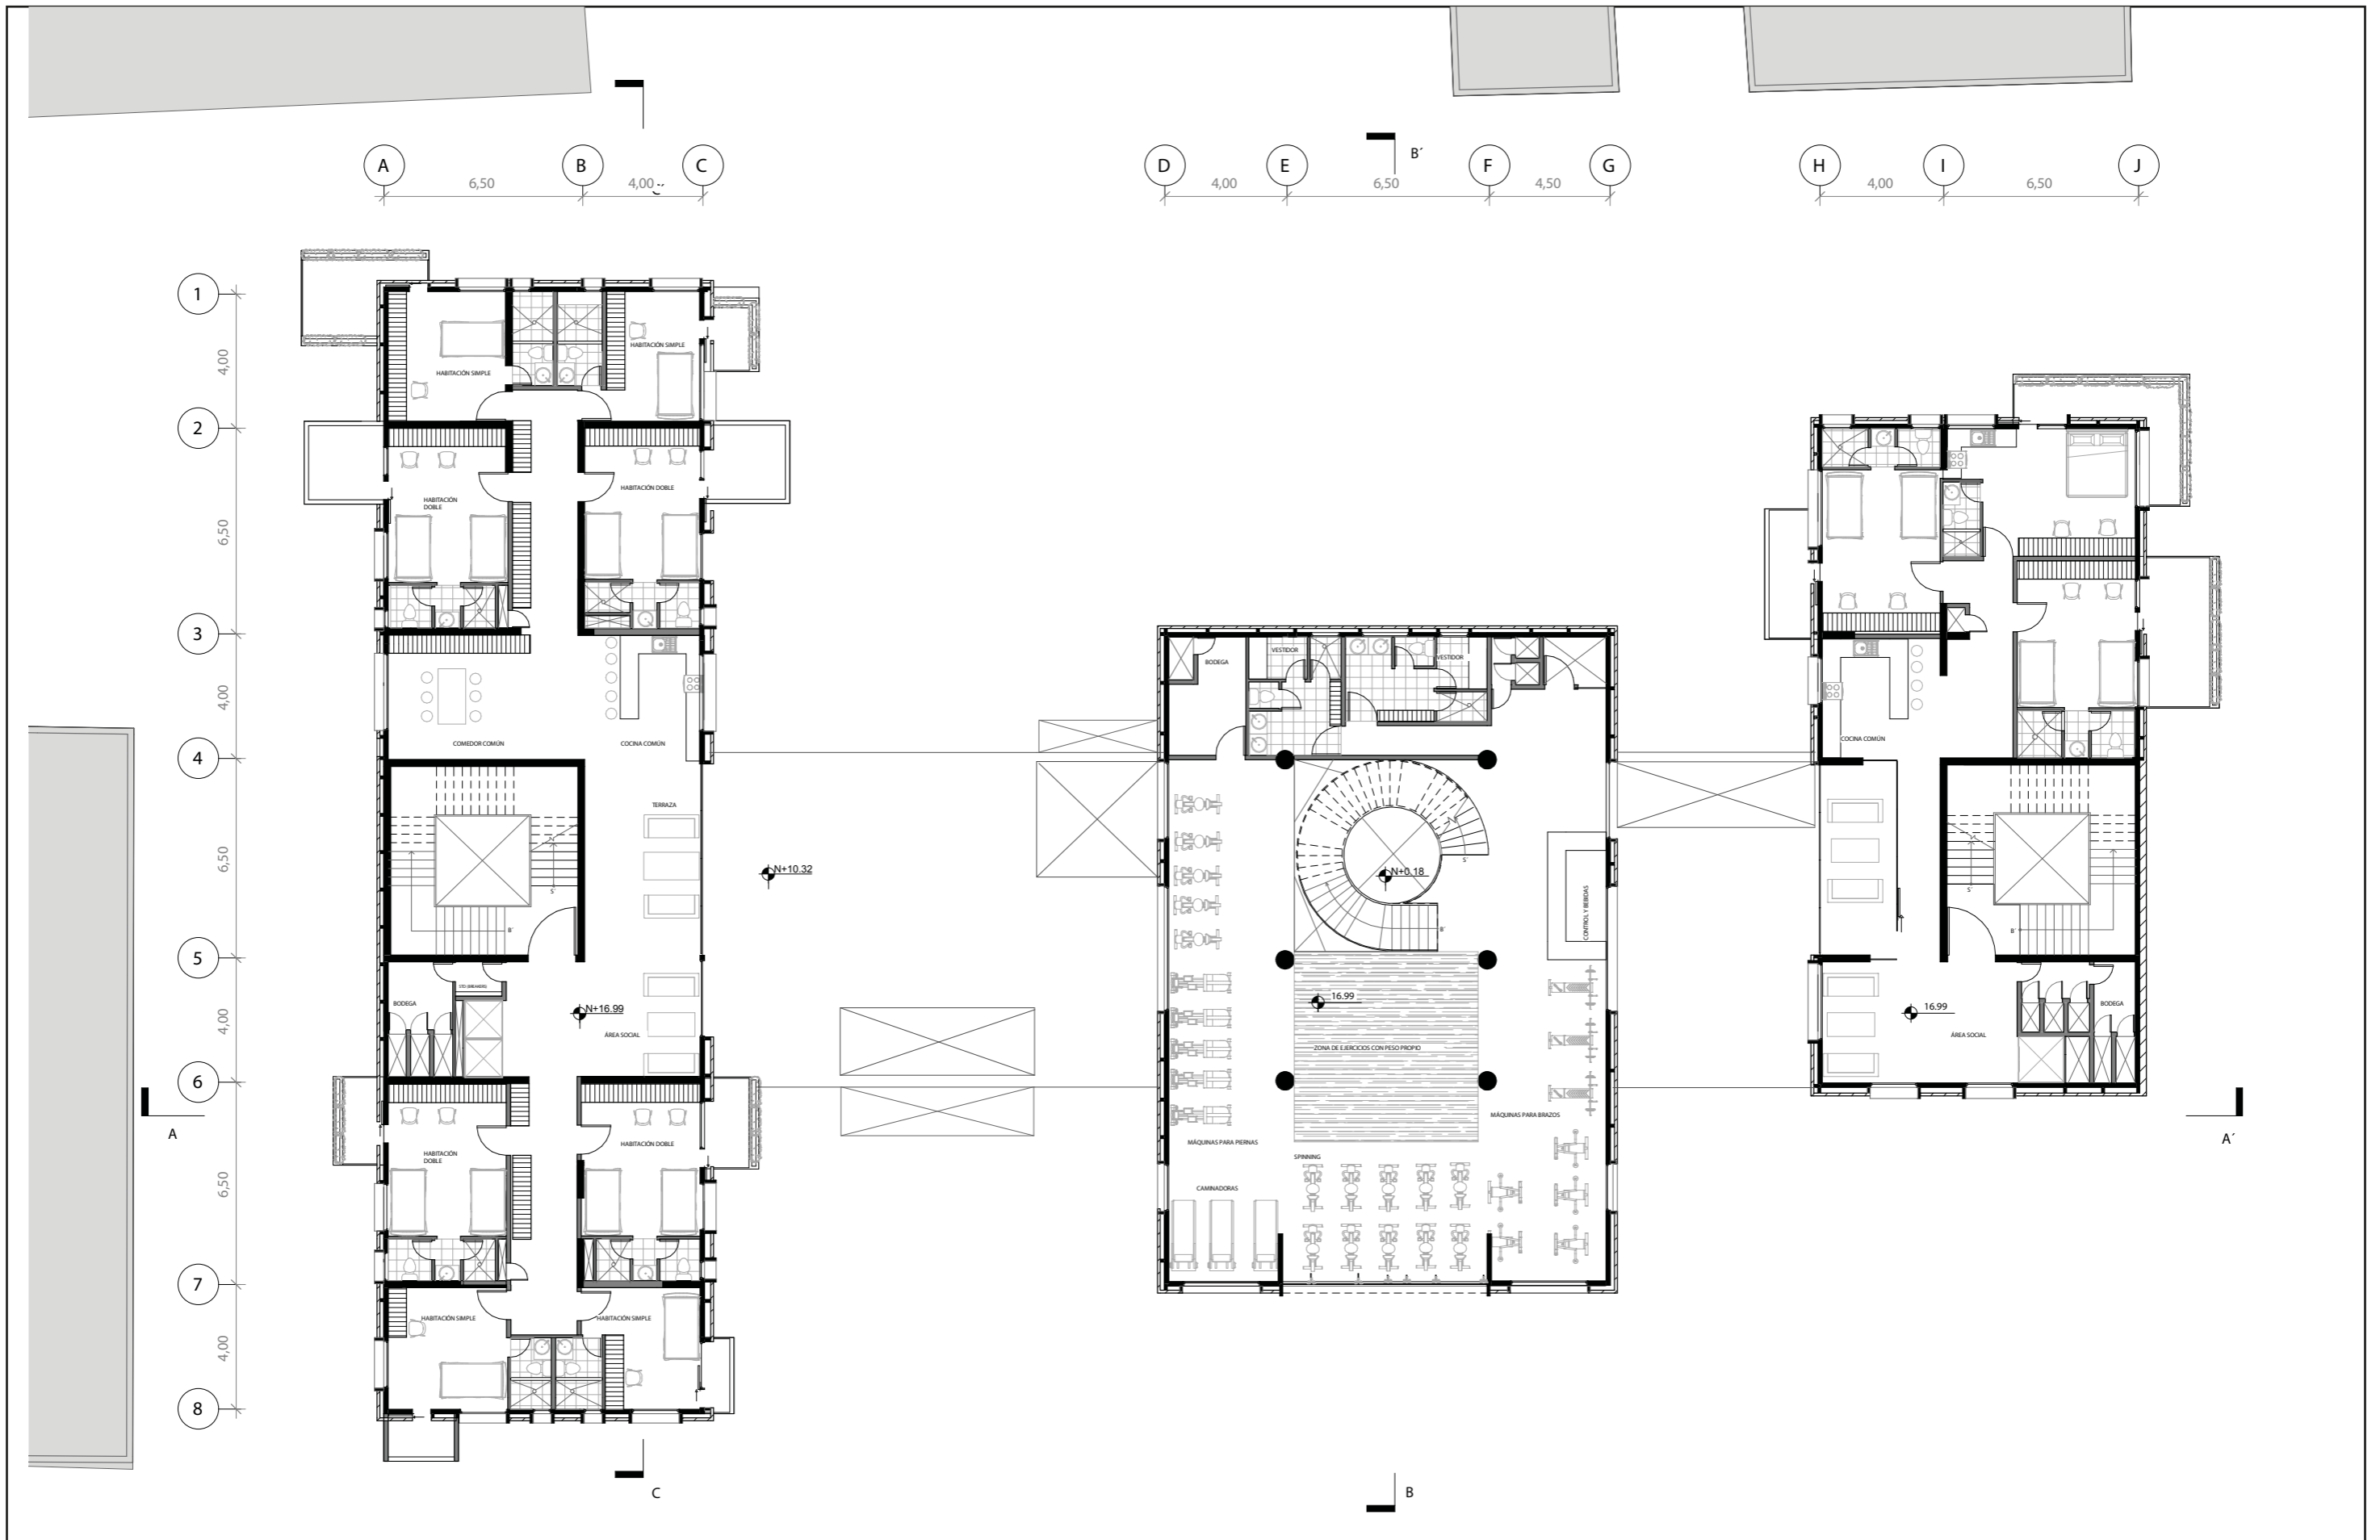 B´
A
B
C
D
E
F
G
H
I
J
6,50
4,00
C´
4,00
6,50
4,50
4,00
6,50
1
2
3
4
5
6
7
8
4,00
6,50
4,00
6,50
4,00
6,50
4,00
HABITACIÓN SIMPLE
HABITACIÓN SIMPLE
HABITACIÓN
DOBLE
HABITACIÓN DOBLE
COMEDOR COMÚN
COCINA COMÚN
TERRAZA
S´
B´
N+10.32
BODEGA
N+16.99
ÁREA SOCIAL
HABITACIÓN
DOBLE
HABITACIÓN DOBLE
HABITACIÓN SIMPLE
HABITACIÓN SIMPLE
BODEGA
VESTIDOR
VESTIDOR
S´
N+0.18
B´
CONTROL Y BEBIDAS
16.99
ZONA DE EJERCICIOS CON PESO PROPIO
MÁQUINAS PARA BRAZOS
MÁQUINAS PARA PIERNAS
SPINNING
CAMINADORAS
COCINA COMÚN
S´
B´
16.99
BODEGA
ÁREA SOCIAL
A
A´
C
B